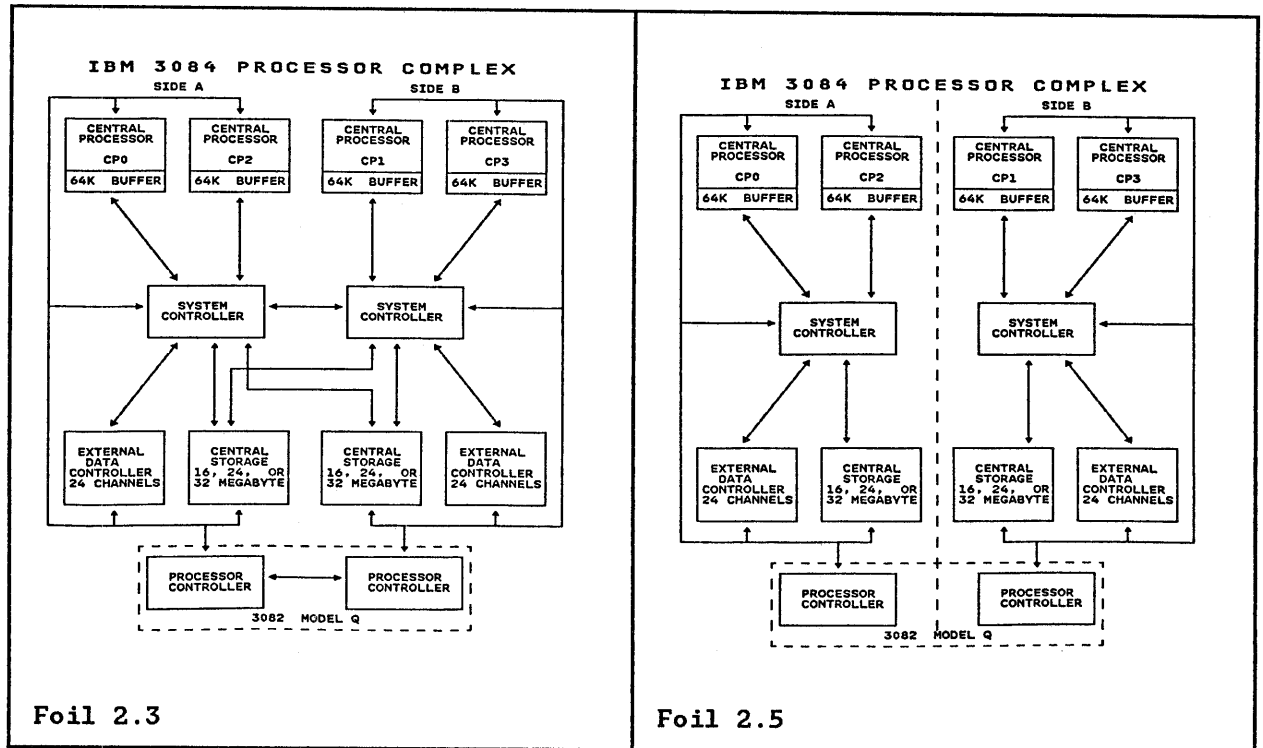 IBM 3084 PROCESSOR COMPLEX
SIDE A
SIDE B
CENTRAL
PROCESSOR
CP0
64K BUFFER
CENTRAL
PROCESSOR
CP2
64K BUFFER
CENTRAL
PROCESSOR
CP1
64K BUFFER
CENTRAL
PROCESSOR
CP3
64K BUFFER
SYSTEM
CONTROLLER
SYSTEM
CONTROLLER
EXTERNAL
DATA
CONTROLLER
24 CHANNELS
CENTRAL
STORAGE
16, 24, OR
32 MEGABYTE
CENTRAL
STORAGE
16, 24, OR
32 MEGABYTE
EXTERNAL
DATA
CONTROLLER
24 CHANNELS
PROCESSOR
CONTROLLER
PROCESSOR
CONTROLLER
3082 MODEL Q
Foil 2.3
IBM 3084 PROCESSOR COMPLEX
SIDE A
SIDE B
CENTRAL
PROCESSOR
CP0
64K BUFFER
CENTRAL
PROCESSOR
CP2
64K BUFFER
CENTRAL
PROCESSOR
CP1
64K BUFFER
CENTRAL
PROCESSOR
CP3
64K BUFFER
SYSTEM
CONTROLLER
SYSTEM
CONTROLLER
EXTERNAL
DATA
CONTROLLER
24 CHANNELS
CENTRAL
STORAGE
16, 24, OR
32 MEGABYTE
CENTRAL
STORAGE
16, 24, OR
32 MEGABYTE
EXTERNAL
DATA
CONTROLLER
24 CHANNELS
PROCESSOR
CONTROLLER
PROCESSOR
CONTROLLER
3082 MODEL Q
Foil 2.5